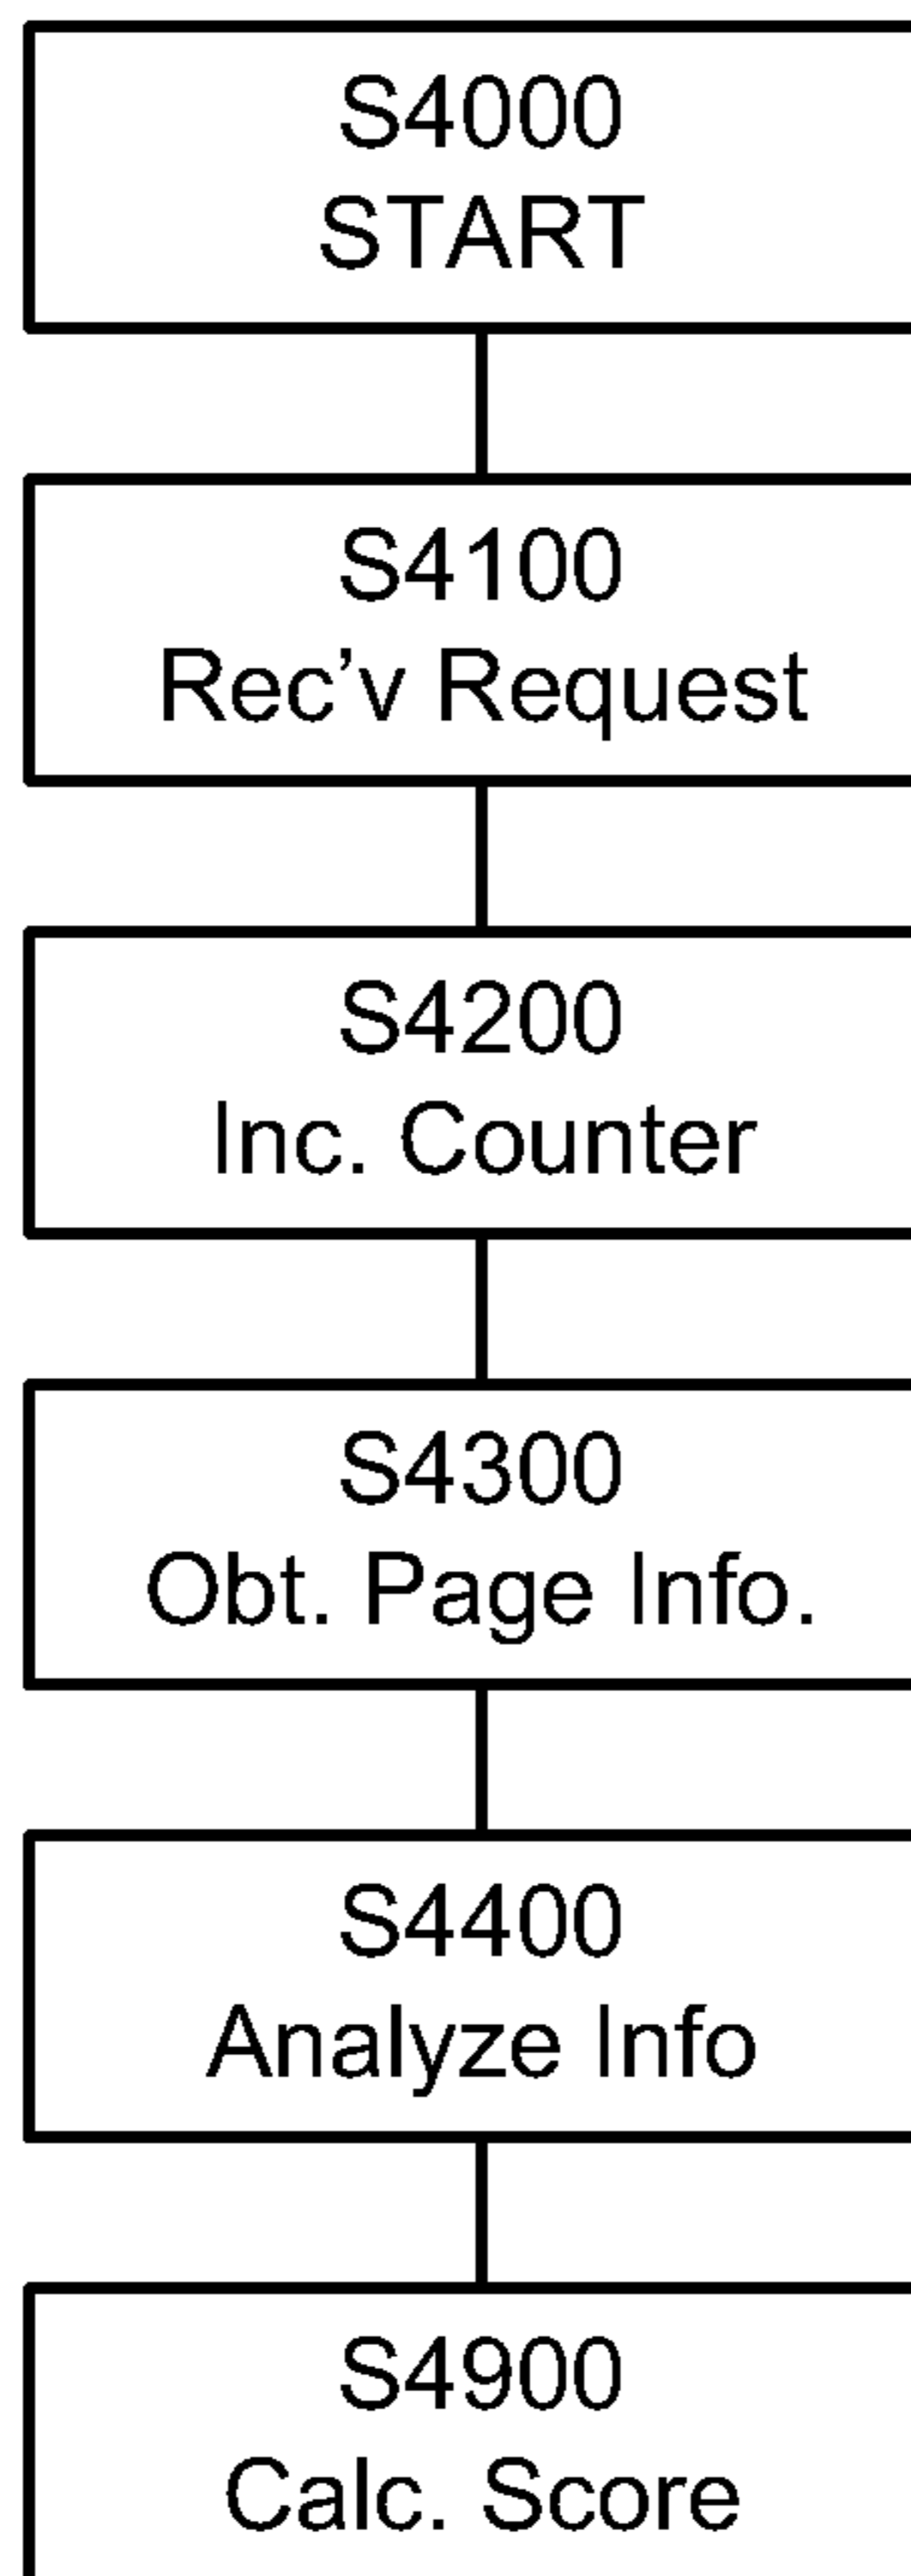 S4000
START
S4100
Rec’v Request
S4200
Inc. Counter
S4300
Obt. Page Info.
S4400
Analyze Info
S4900
Calc. Score